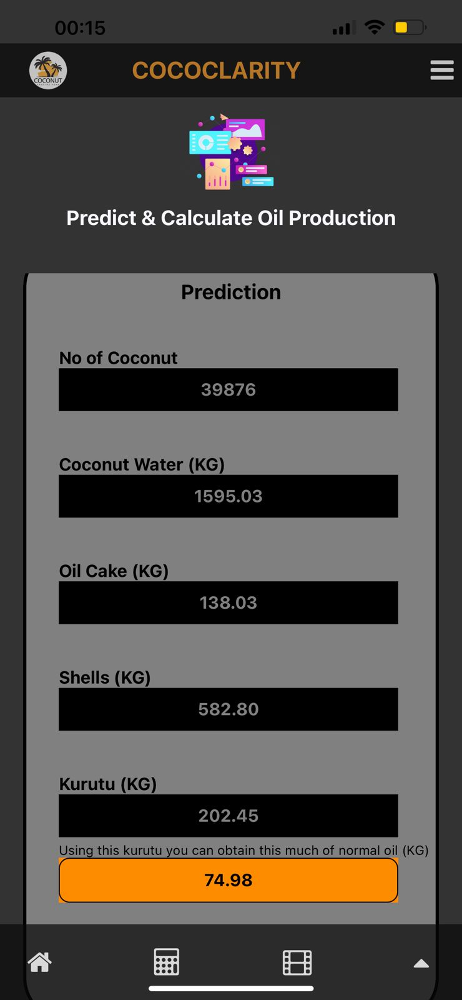 00:15
COCONUT
COCOCLARITY
Predict & Calculate Oil Production
Prediction
No of Coconut
39876
Coconut Water (KG)
1595.03
Oil Cake (KG)
138.03
Shells (KG)
582.80
Kurutu (KG)
202.45
Using this kurutu you can obtain this much of normal oil (KG)
74.98